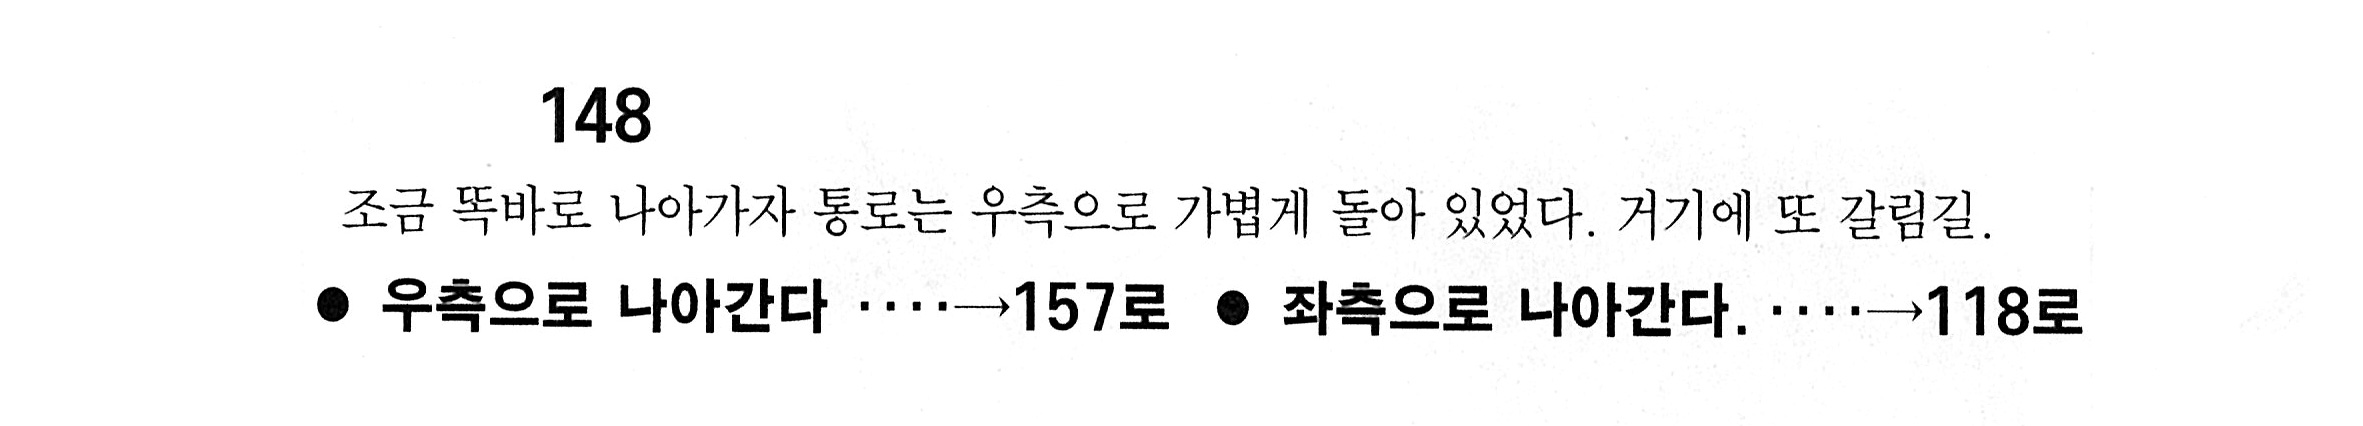 148
조금 똑바로 나아가자 통로는 우측으로 가볍게 돌아 있었다. 거기에 또 갈림길.
● 우측으로 나아간다 ····→157로 ● 좌측으로 나아간다. ····→118로